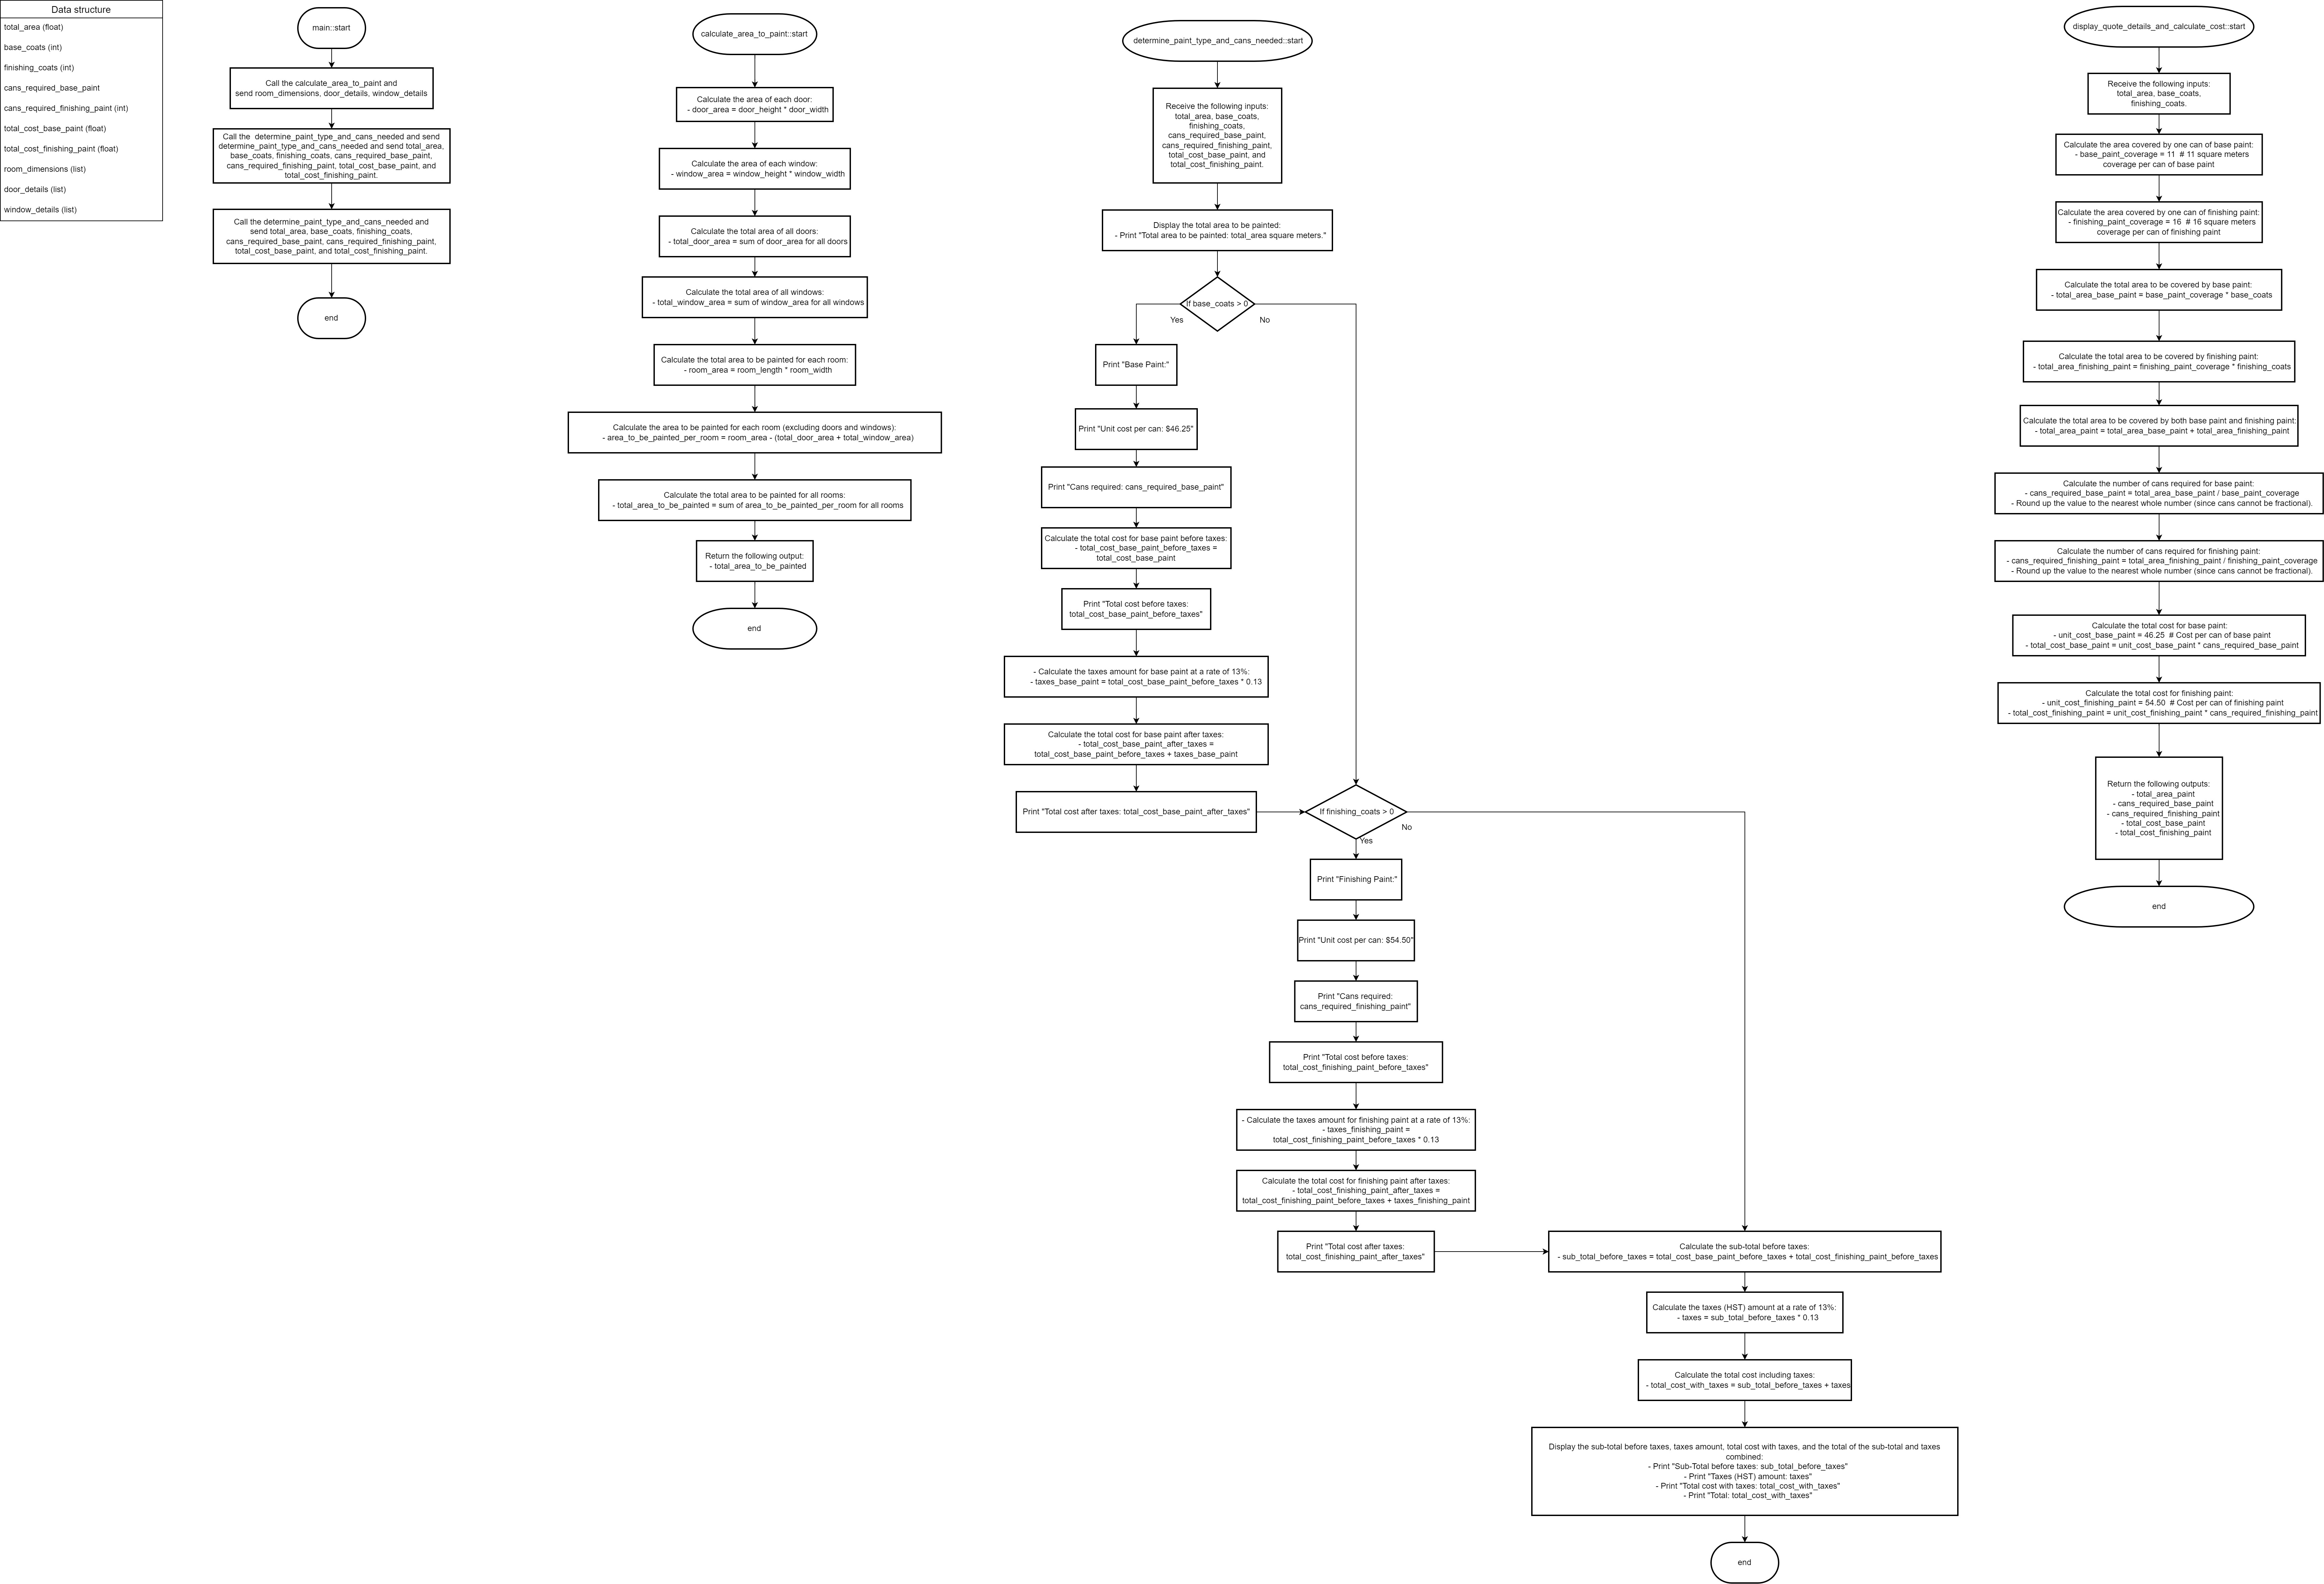 Data structure
total_area (float)
base_coats (int)
finishing_coats (int)
cans_required_base_paint
cans_required_finishing_paint (int)
total_cost_base_paint (float)
total_cost_finishing_paint (float)
room_dimensions (list)
door_details (list)
window_details (list)
main::start
Call the calculate_area_to_paint and
send room_dimensions, door_details, window_details
Call the  determine_paint_type_and_cans_needed and send
determine_paint_type_and_cans_needed and send total_area,
base_coats, finishing_coats, cans_required_base_paint,
cans_required_finishing_paint, total_cost_base_paint, and
total_cost_finishing_paint.
Call the determine_paint_type_and_cans_needed and
send total_area, base_coats, finishing_coats,
cans_required_base_paint, cans_required_finishing_paint,
total_cost_base_paint, and total_cost_finishing_paint.
end
calculate_area_to_paint::start
Calculate the area of each door:
- door_area = door_height * door_width
Calculate the area of each window:
- window_area = window_height * window_width
Calculate the total area of all doors:
- total_door_area = sum of door_area for all doors
Calculate the total area of all windows:
- total_window_area = sum of window_area for all windows
Calculate the total area to be painted for each room:
- room_area = room_length * room_width
Calculate the area to be painted for each room (excluding doors and windows):
- area_to_be_painted_per_room = room_area - (total_door_area + total_window_area)
Calculate the total area to be painted for all rooms:
- total_area_to_be_painted = sum of area_to_be_painted_per_room for all rooms
Return the following output:
- total_area_to_be_painted
end
determine_paint_type_and_cans_needed::start
Receive the following inputs:
total_area, base_coats,
finishing_coats,
cans_required_base_paint,
cans_required_finishing_paint,
total_cost_base_paint, and
total_cost_finishing_paint.
Display the total area to be painted:
- Print "Total area to be painted: total_area square meters."
If base_coats > 0
Yes
No
Print "Base Paint:"
Print "Unit cost per can: $46.25"
Print "Cans required: cans_required_base_paint"
Calculate the total cost for base paint before taxes:
- total_cost_base_paint_before_taxes =
total_cost_base_paint
Print "Total cost before taxes:
total_cost_base_paint_before_taxes"
- Calculate the taxes amount for base paint at a rate of 13%:
- taxes_base_paint = total_cost_base_paint_before_taxes * 0.13
Calculate the total cost for base paint after taxes:
- total_cost_base_paint_after_taxes =
total_cost_base_paint_before_taxes + taxes_base_paint
Print "Total cost after taxes: total_cost_base_paint_after_taxes"
If finishing_coats > 0
No
Yes
Print "Finishing Paint:"
Print "Unit cost per can: $54.50"
Print "Cans required:
cans_required_finishing_paint"
Print "Total cost before taxes:
total_cost_finishing_paint_before_taxes"
- Calculate the taxes amount for finishing paint at a rate of 13%:
- taxes_finishing_paint =
total_cost_finishing_paint_before_taxes * 0.13
Calculate the total cost for finishing paint after taxes:
- total_cost_finishing_paint_after_taxes =
total_cost_finishing_paint_before_taxes + taxes_finishing_paint
Print "Total cost after taxes:
total_cost_finishing_paint_after_taxes"
Calculate the sub-total before taxes:
- sub_total_before_taxes = total_cost_base_paint_before_taxes + total_cost_finishing_paint_before_taxes
Calculate the taxes (HST) amount at a rate of 13%:
- taxes = sub_total_before_taxes * 0.13
Calculate the total cost including taxes:
- total_cost_with_taxes = sub_total_before_taxes + taxes
Display the sub-total before taxes, taxes amount, total cost with taxes, and the total of the sub-total and taxes
combined:
- Print "Sub-Total before taxes: sub_total_before_taxes"
- Print "Taxes (HST) amount: taxes"
- Print "Total cost with taxes: total_cost_with_taxes"
- Print "Total: total_cost_with_taxes"
end
display_quote_details_and_calculate_cost::start
Receive the following inputs:
total_area, base_coats,
finishing_coats.
Calculate the area covered by one can of base paint:
- base_paint_coverage = 11  # 11 square meters
coverage per can of base paint
Calculate the area covered by one can of finishing paint:
- finishing_paint_coverage = 16  # 16 square meters
coverage per can of finishing paint
Calculate the total area to be covered by base paint:
- total_area_base_paint = base_paint_coverage * base_coats
Calculate the total area to be covered by finishing paint:
- total_area_finishing_paint = finishing_paint_coverage * finishing_coats
Calculate the total area to be covered by both base paint and finishing paint:
- total_area_paint = total_area_base_paint + total_area_finishing_paint
Calculate the number of cans required for base paint:
- cans_required_base_paint = total_area_base_paint / base_paint_coverage
- Round up the value to the nearest whole number (since cans cannot be fractional).
Calculate the number of cans required for finishing paint:
- cans_required_finishing_paint = total_area_finishing_paint / finishing_paint_coverage
- Round up the value to the nearest whole number (since cans cannot be fractional).
Calculate the total cost for base paint:
- unit_cost_base_paint = 46.25  # Cost per can of base paint
- total_cost_base_paint = unit_cost_base_paint * cans_required_base_paint
Calculate the total cost for finishing paint:
- unit_cost_finishing_paint = 54.50  # Cost per can of finishing paint
- total_cost_finishing_paint = unit_cost_finishing_paint * cans_required_finishing_paint
Return the following outputs:
- total_area_paint
- cans_required_base_paint
- cans_required_finishing_paint
- total_cost_base_paint
- total_cost_finishing_paint
end